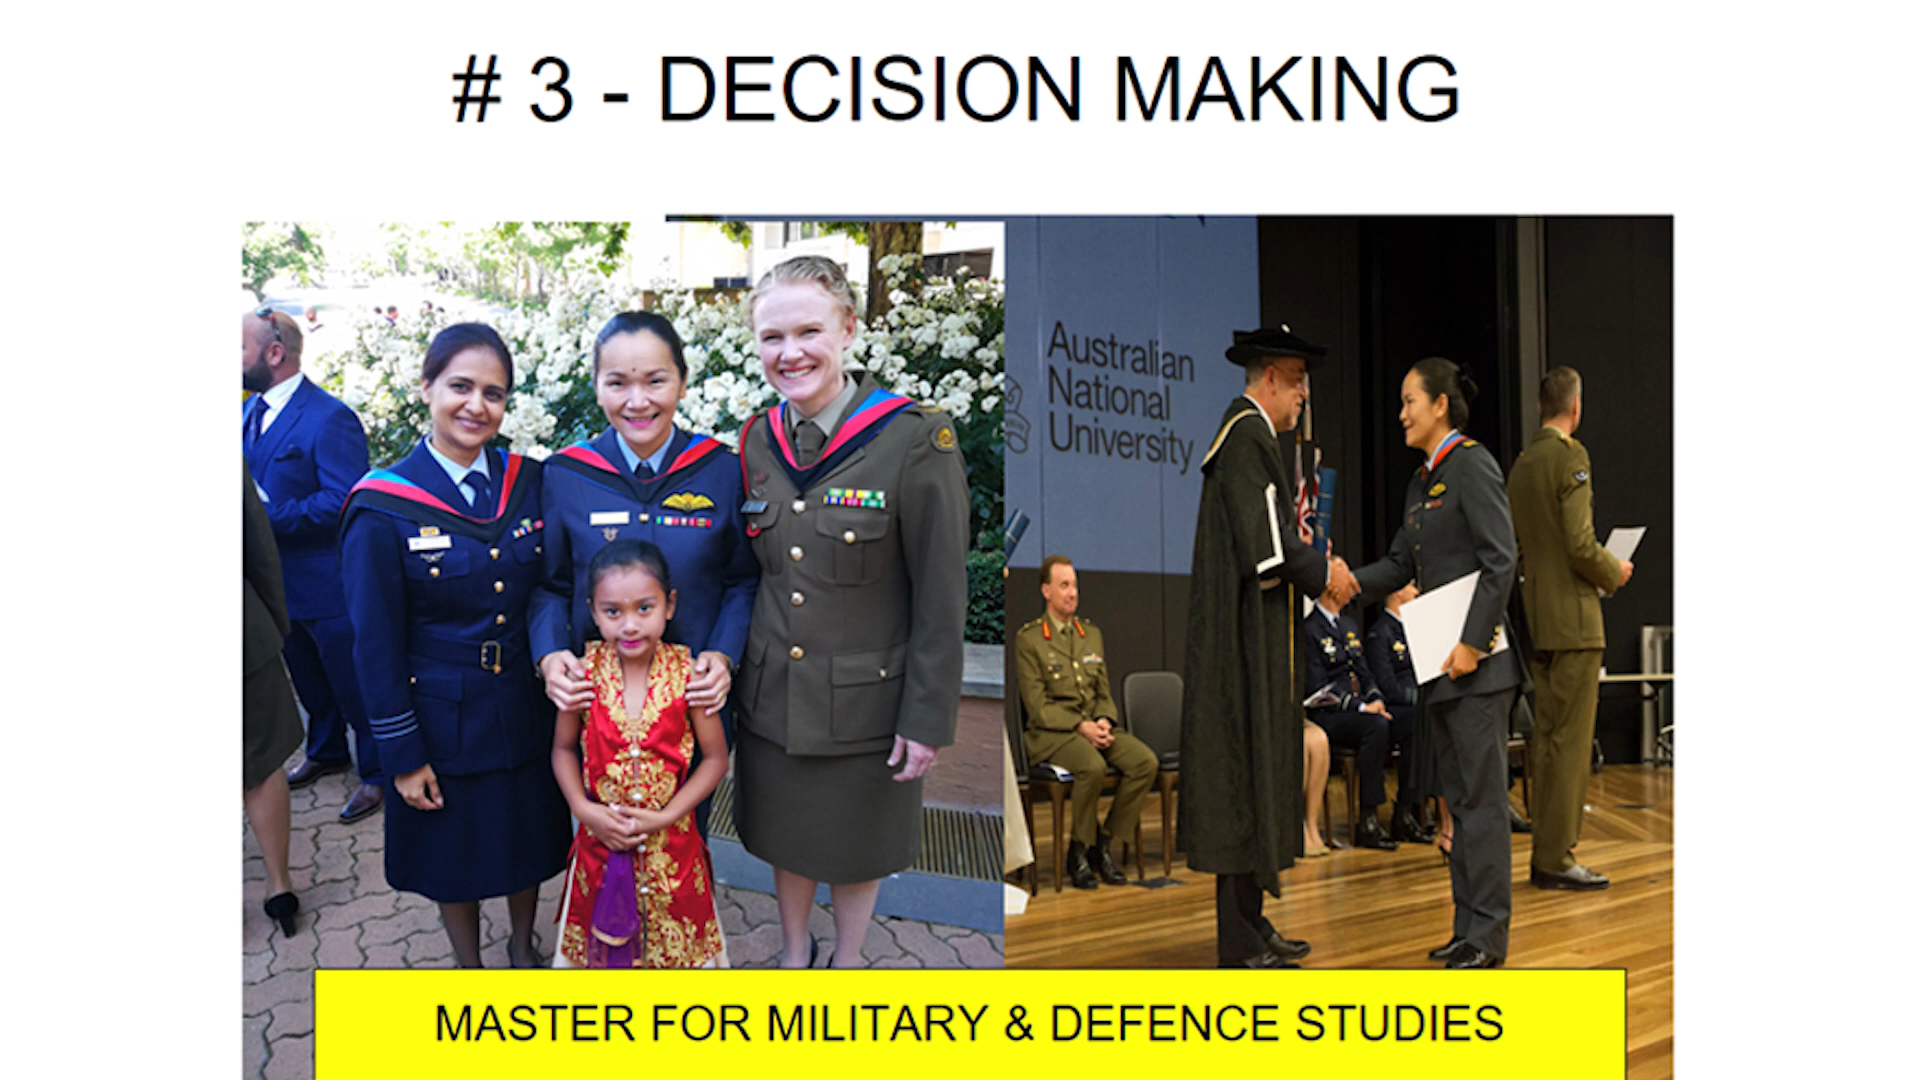 # 3 - DECISION MAKING
Australian
National
University
MASTER FOR MILITARY & DEFENCE STUDIES